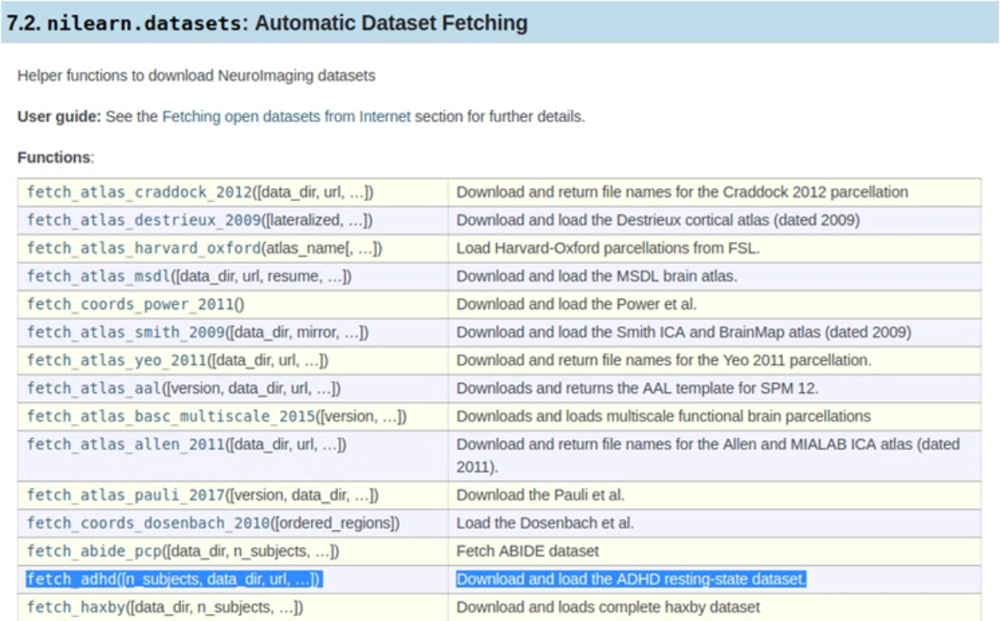 7.2. nilearn.datasets: Automatic Dataset Fetching
Helper functions to download NeuroImaging datasets
User guide: See the Fetching open datasets from Internet section for further details.
Functions:
fetch_atlas_craddock_2012([data_dir, url, …]) Download and return file names for the Craddock 2012 parcellation
fetch_atlas_destrieux_2009([lateralized, …]) Download and load the Destrieux cortical atlas (dated 2009)
fetch_atlas_harvard_oxford(atlas_name[, …]) Load Harvard-Oxford parcellations from FSL.
fetch_atlas_msdl([data_dir, url, resume, …]) Download and load the MSDL brain atlas.
fetch_coords_power_2011() Download and load the Power et al.
fetch_atlas_smith_2009([data_dir, mirror, …]) Download and load the Smith ICA and BrainMap atlas (dated 2009)
fetch_atlas_yeo_2011([data_dir, url, …]) Download and return file names for the Yeo 2011 parcellation.
fetch_atlas_aal([version, data_dir, url, …]) Downloads and returns the AAL template for SPM 12.
fetch_atlas_basc_multiscale_2015([version, …]) Downloads and loads multiscale functional brain parcellations
fetch_atlas_allen_2011([data_dir, url, …]) Download and return file names for the Allen and MIALAB ICA atlas (dated
2011).
fetch_atlas_pauli_2017([version, data_dir, …]) Download the Pauli et al.
fetch_coords_dosenbach_2010([ordered_regions]) Load the Dosenbach et al.
fetch_abide_pcp([data_dir, n_subjects, …]) Fetch ABIDE dataset
fetch_adhd([n_subjects, data_dir, url, …]) Download and load the ADHD resting-state dataset.
fetch_haxby([data_dir, n_subjects, …]) Download and loads complete haxby dataset